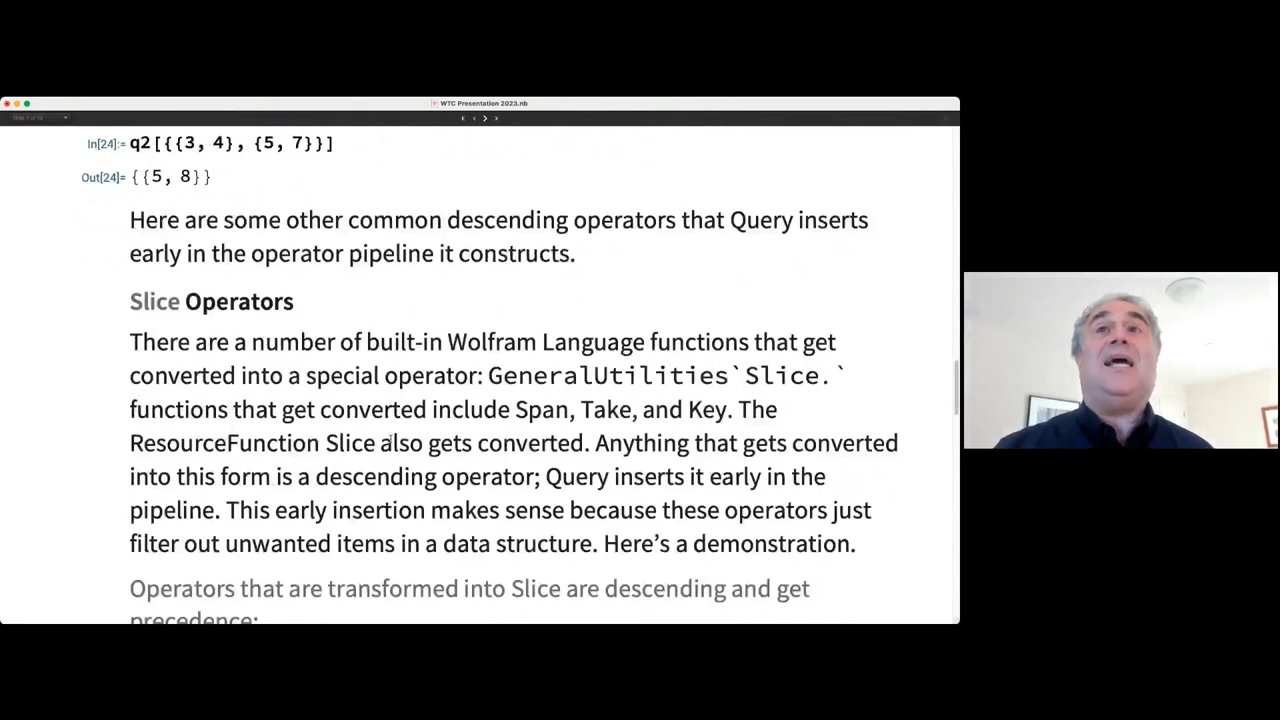 WTC Presentation 2023.nb
In[24]:= q2[{{3, 4}, {5, 7}}]
Out[24]= {{5, 8}}
Here are some other common descending operators that Query inserts
early in the operator pipeline it constructs.
Slice Operators
There are a number of built-in Wolfram Language functions that get
converted into a special operator: GeneralUtilities`Slice.`
functions that get converted include Span, Take, and Key. The
ResourceFunction Slice also gets converted. Anything that gets converted
into this form is a descending operator; Query inserts it early in the
pipeline. This early insertion makes sense because these operators just
filter out unwanted items in a data structure. Here’s a demonstration.
Operators that are transformed into Slice are descending and get
precedence: